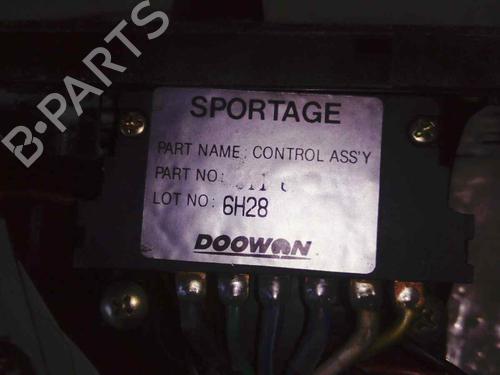 B-PARTS
SPORTAGE
PART NAME: CONTROL ASS'Y
PART NO:
LOT NO: 6H28
DOOWON